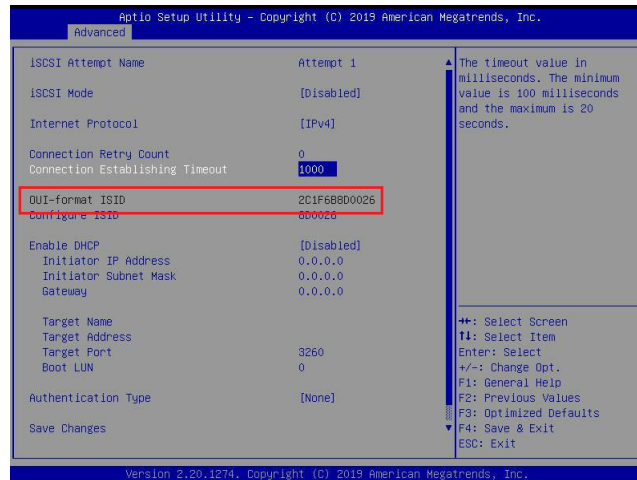 Aptio Setup Utility – Copyright (C) 2019 American Megatrends, Inc.
Advanced
iSCSI Attempt Name Attempt 1
iSCSI Mode [Disabled]
Internet Protocol [IPv4]
Connection Retry Count 0
Connection Establishing Timeout 1000
OUI-format ISID 2C1F6B8D0026
Configure ISID 8D0026
Enable DHCP [Disabled]
Initiator IP Address 0.0.0.0
Initiator Subnet Mask 0.0.0.0
Gateway 0.0.0.0
Target Name
Target Address
Target Port 3260
Boot LUN 0
Authentication Type [None]
Save Changes
The timeout value in
milliseconds. The minimum
value is 100 milliseconds
and the maximum is 20
seconds.
→←: Select Screen
↑↓: Select Item
Enter: Select
+/-: Change Opt.
F1: General Help
F2: Previous Values
F3: Optimized Defaults
F4: Save & Exit
ESC: Exit
Version 2.20.1274. Copyright (C) 2019 American Megatrends, Inc.